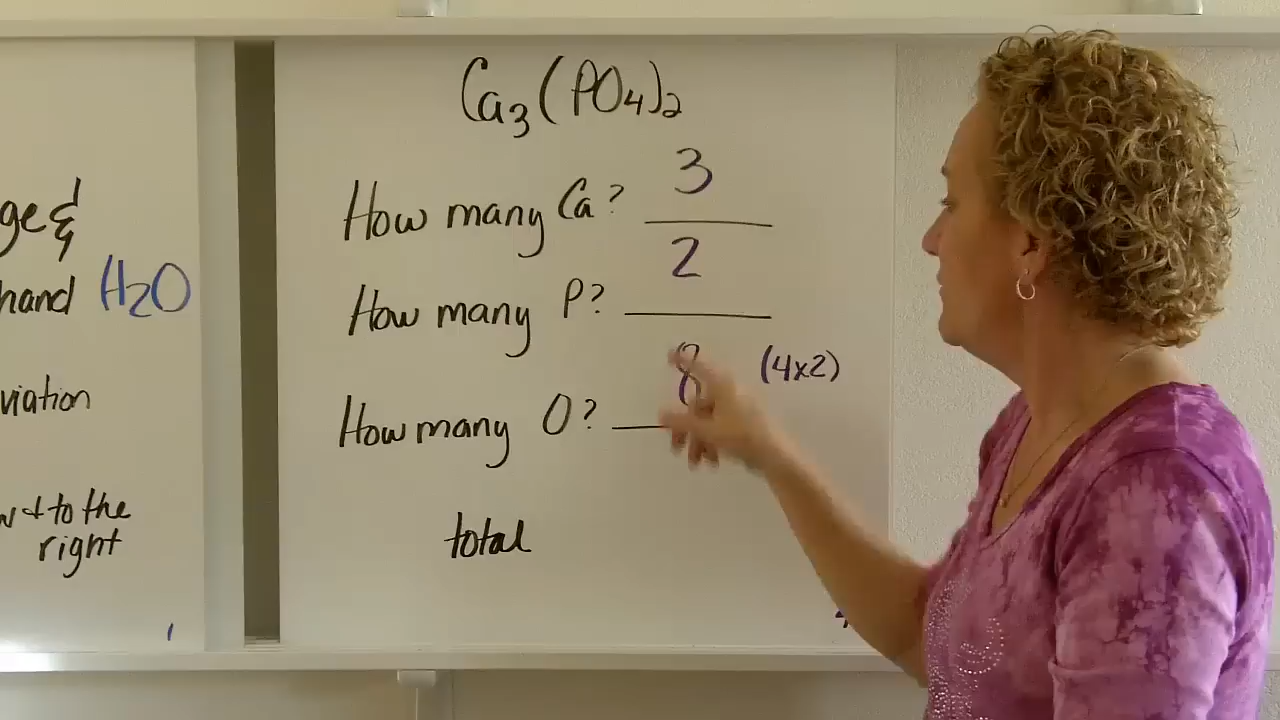 ge &
hand H2O
viation
w & to the
right
1
Ca3(PO4)2
3
How many Ca?
2
How many P?
8 (4x2)
How many O?
total